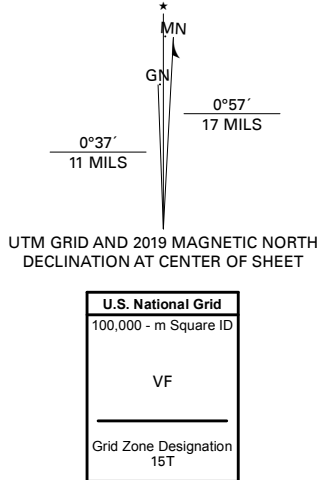 MN
GN
0°57´
17 MILS
0°37´
11 MILS
UTM GRID AND 2019 MAGNETIC NORTH
DECLINATION AT CENTER OF SHEET
U.S. National Grid
100,000 - m Square ID
VF
Grid Zone Designation
15T